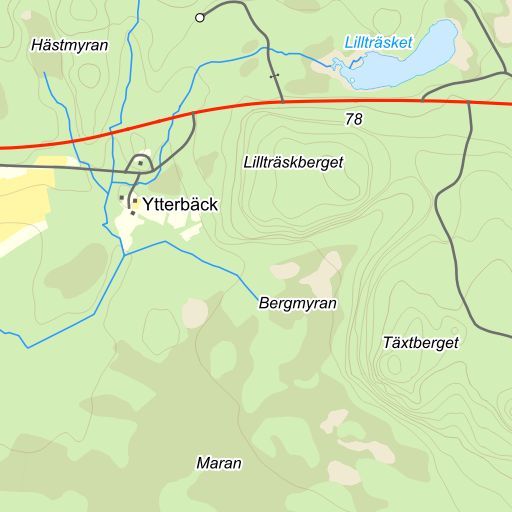 Hästmyran
Lillträsket
78
Lillträskberget
Ytterbäck
Bergmyran
Täxtberget
Maran